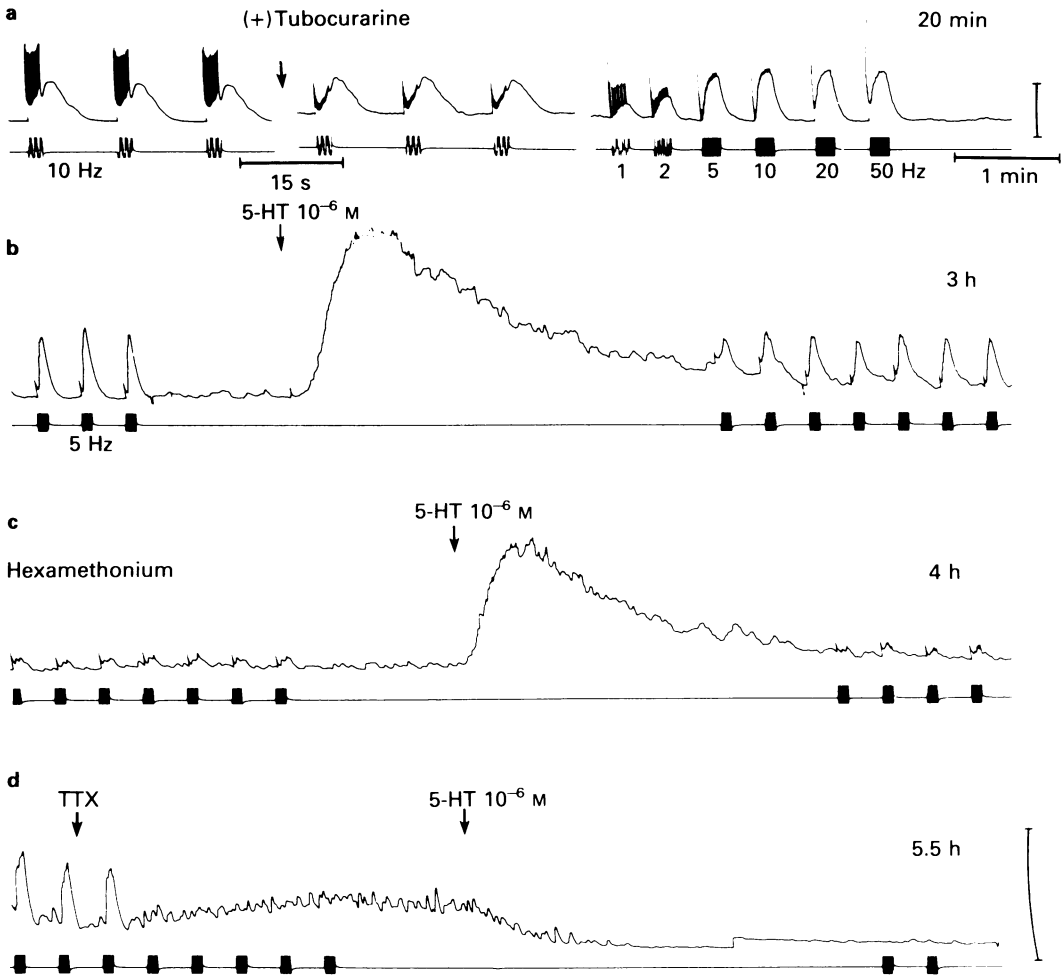 a
(+)Tubocurarine
20 min
10 Hz
15 s
1 2 5 10 20 50 Hz
1 min
b
5-HT 10⁻⁶ M
3 h
5 Hz
c
5-HT 10⁻⁶ M
Hexamethonium
4 h
d
TTX
5-HT 10⁻⁶ M
5.5 h